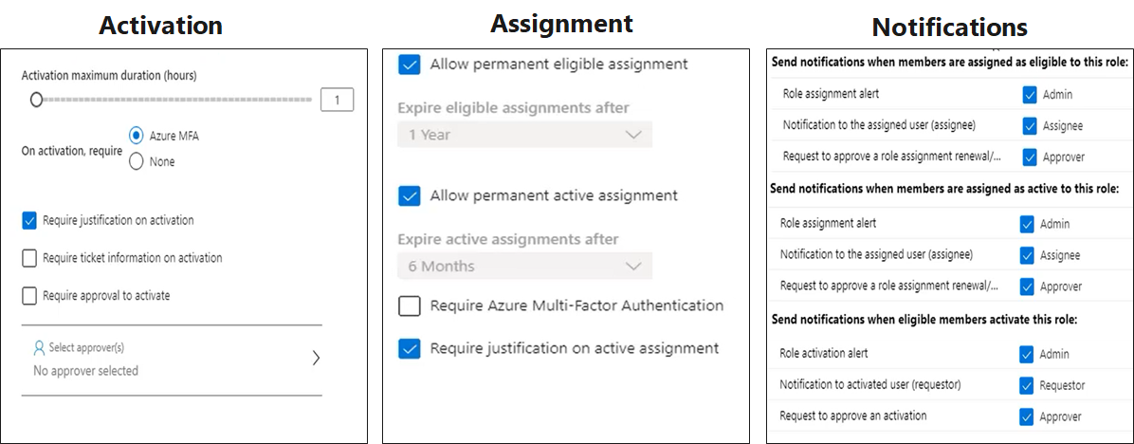 Activation
Activation maximum duration (hours)
1
On activation, require
Azure MFA
None
Require justification on activation
Require ticket information on activation
Require approval to activate
Select approver(s)
No approver selected
Assignment
Allow permanent eligible assignment
Expire eligible assignments after
1 Year
Allow permanent active assignment
Expire active assignments after
6 Months
Require Azure Multi-Factor Authentication
Require justification on active assignment
Notifications
Send notifications when members are assigned as eligible to this role:
Role assignment alert Admin
Notification to the assigned user (assignee) Assignee
Request to approve a role assignment renewal/... Approver
Send notifications when members are assigned as active to this role:
Role assignment alert Admin
Notification to the assigned user (assignee) Assignee
Request to approve a role assignment renewal/... Approver
Send notifications when eligible members activate this role:
Role activation alert Admin
Notification to activated user (requestor) Requestor
Request to approve an activation Approver